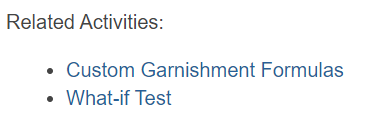 Related Activities:
• Custom Garnishment Formulas
• What-if Test